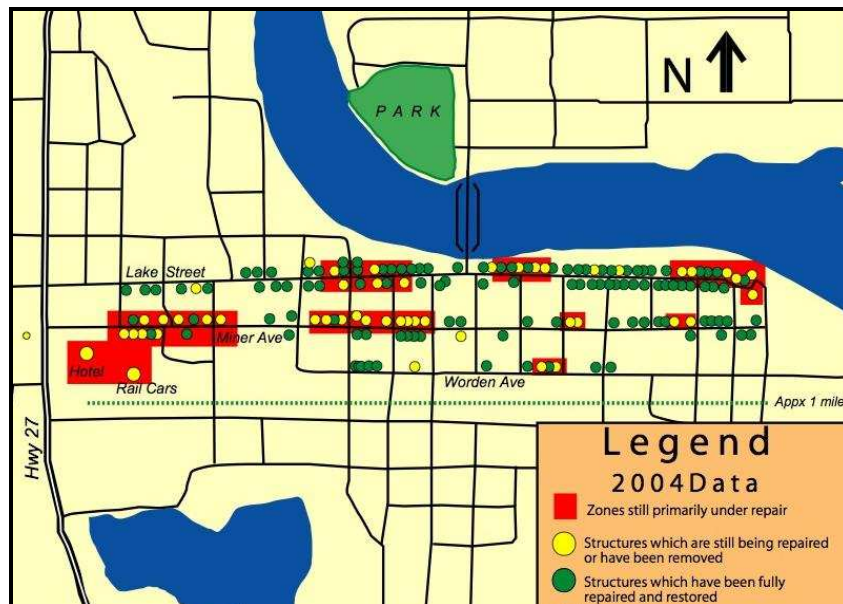 PARK
N
Lake Street
Miner Ave
Hotel
Rail Cars
Worden Ave
Appx 1 mile
Hwy 27
Legend
2004Data
Zones still primarily under repair
Structures which are still being repaired
or have been removed
Structures which have been fully
repaired and restored